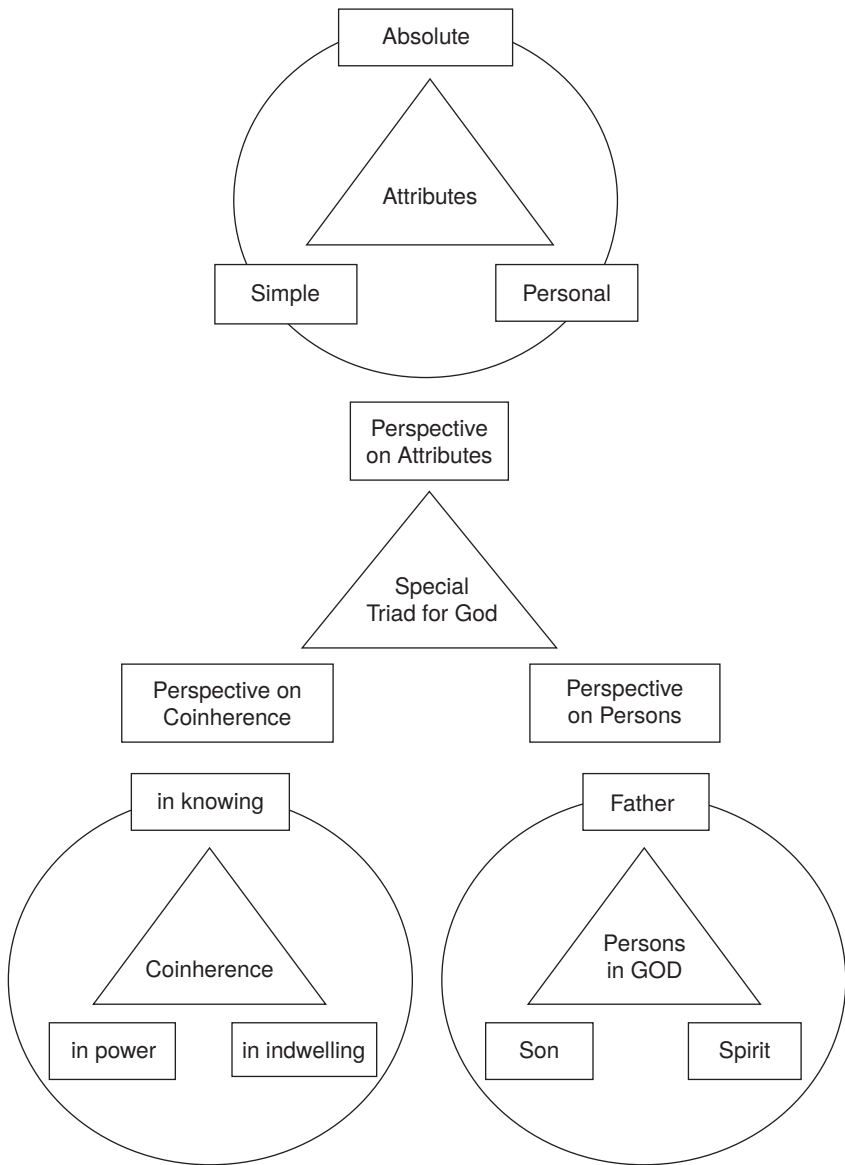 Absolute
Attributes
Simple
Personal
Perspective
on Attributes
Special
Triad for God
Perspective on
Coinherence
Perspective
on Persons
in knowing
Coinherence
in power
in indwelling
Father
Persons
in GOD
Son
Spirit